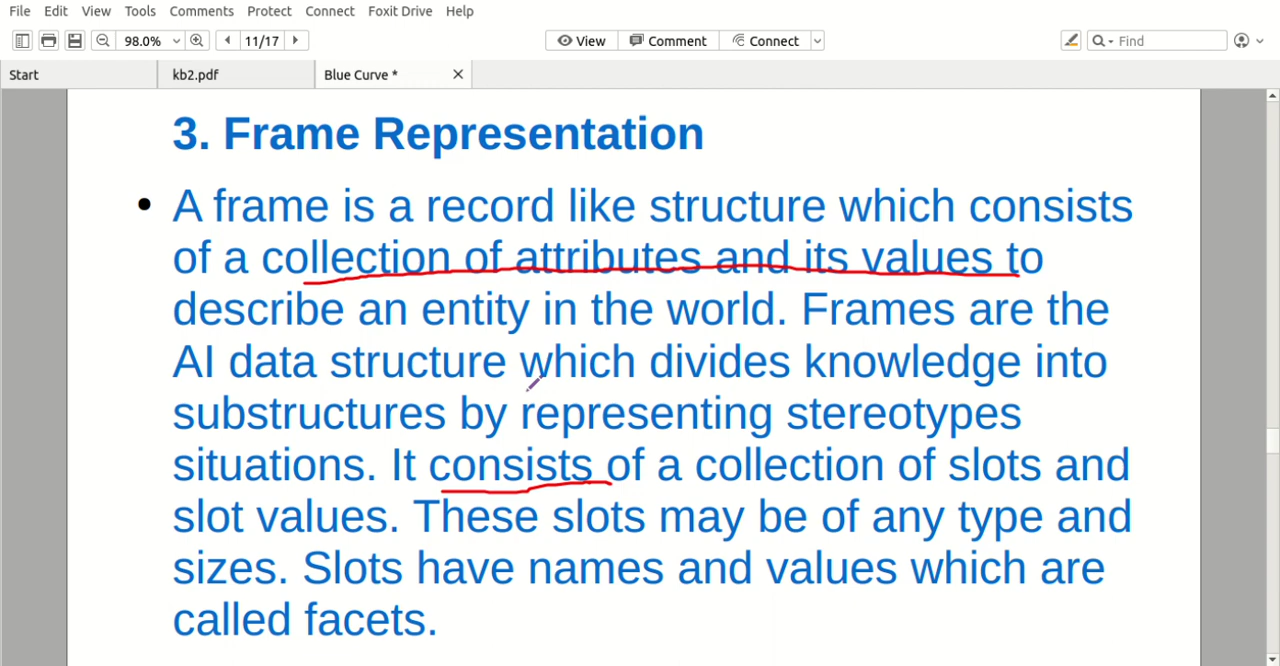 File Edit View Tools Comments Protect Connect Foxit Drive Help
98.0% 11/17 View Comment Connect Find
Start kb2.pdf Blue Curve *
3. Frame Representation
• A frame is a record like structure which consists
of a collection of attributes and its values to
describe an entity in the world. Frames are the
AI data structure which divides knowledge into
substructures by representing stereotypes
situations. It consists of a collection of slots and
slot values. These slots may be of any type and
sizes. Slots have names and values which are
called facets.